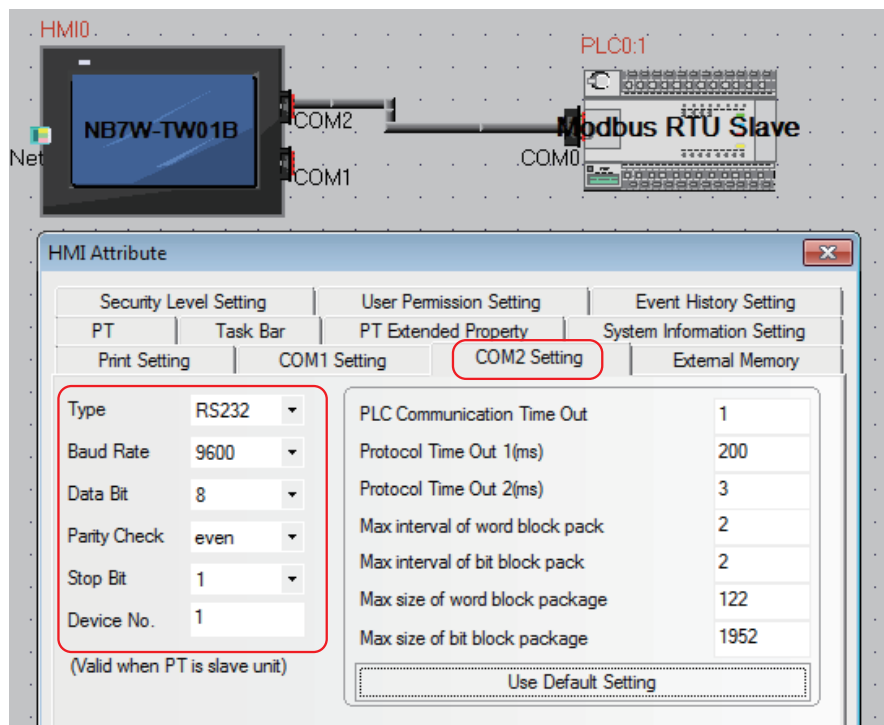 HMI0
PLC0:1
NB7W-TW01B
COM2
Modbus RTU Slave
Net
COM0
COM1
HMI Attribute
Security Level Setting
User Permission Setting
Event History Setting
PT
Task Bar
PT Extended Property
System Information Setting
Print Setting
COM1 Setting
COM2 Setting
External Memory
Type
RS232
Baud Rate
9600
Data Bit
8
Parity Check
even
Stop Bit
1
Device No.
1
(Valid when PT is slave unit)
PLC Communication Time Out
1
Protocol Time Out 1(ms)
200
Protocol Time Out 2(ms)
3
Max interval of word block pack
2
Max interval of bit block pack
2
Max size of word block package
122
Max size of bit block package
1952
Use Default Setting